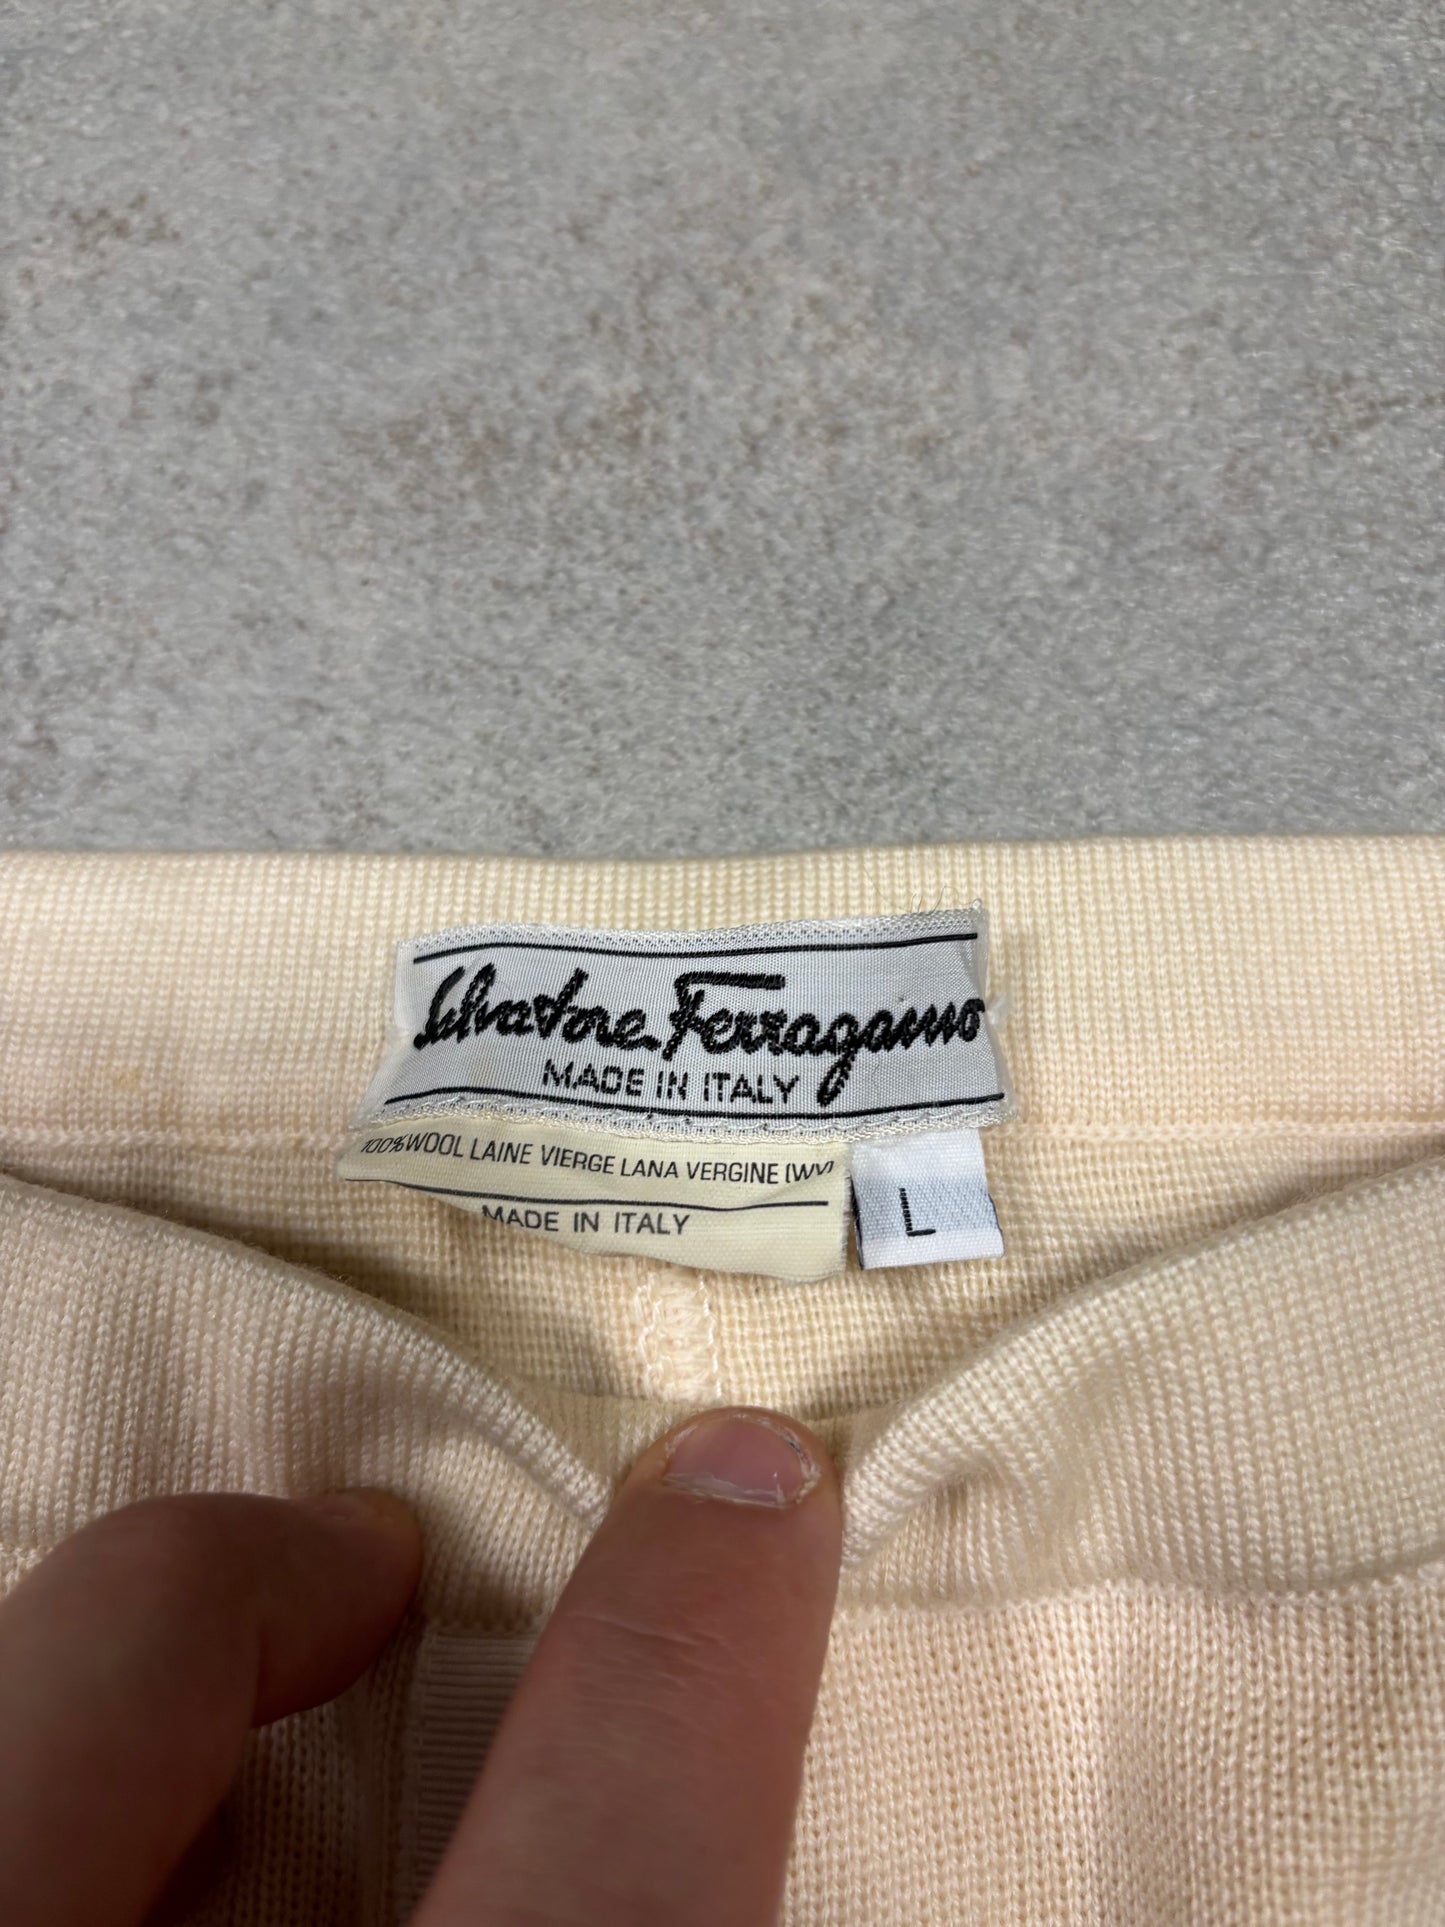 Salvatore Ferragamo
MADE IN ITALY
100% WOOL LAINE VIERGE LANA VERGINE (WV)
MADE IN ITALY
L